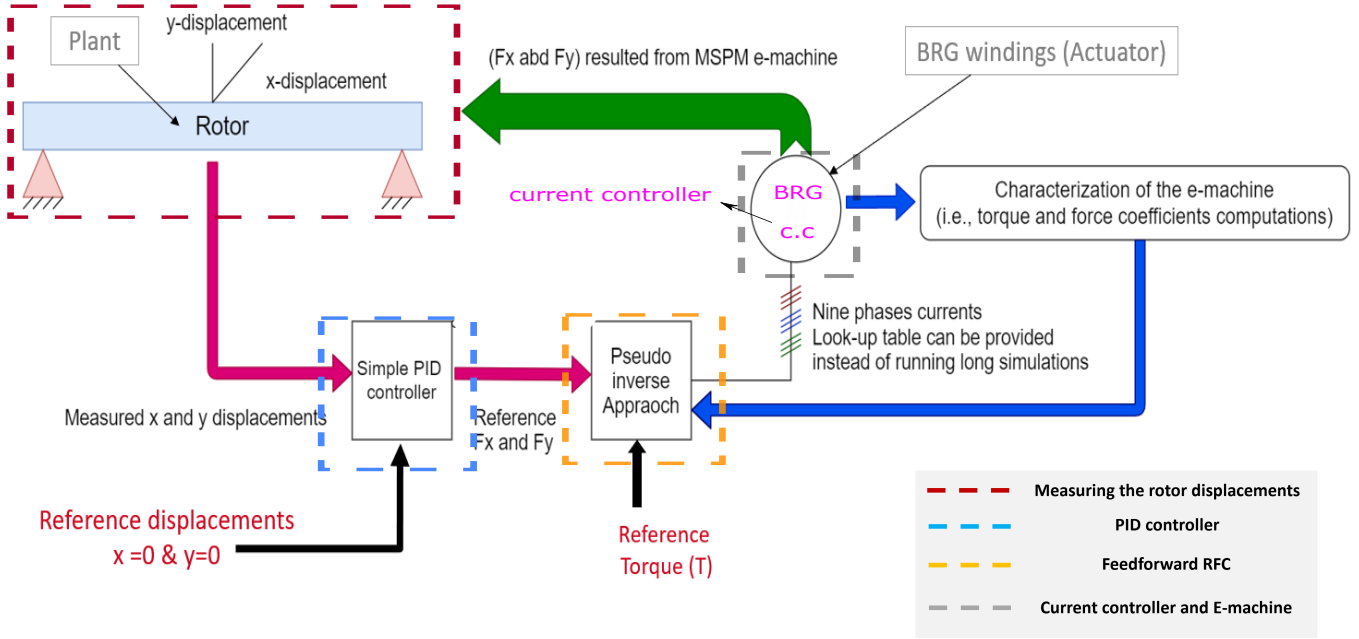 Plant
y-displacement
x-displacement
Rotor
(Fx abd Fy) resulted from MSPM e-machine
BRG windings (Actuator)
current controller
BRG
c.c
Characterization of the e-machine
(i.e., torque and force coefficients computations)
Nine phases currents
Look-up table can be provided
instead of running long simulations
Simple PID
controller
Pseudo
inverse
Appraoch
Measured x and y displacements
Reference
Fx and Fy
Reference displacements
x =0 & y=0
Reference
Torque (T)
Measuring the rotor displacements
PID controller
Feedforward RFC
Current controller and E-machine